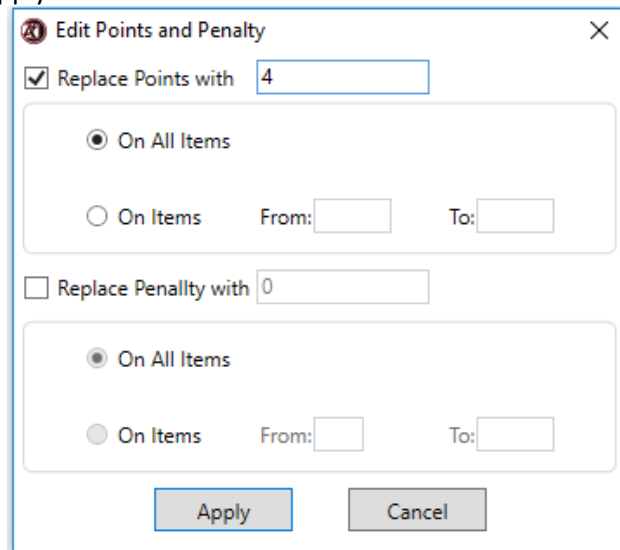 Edit Points and Penalty
Replace Points with 4
On All Items
On Items From: To:
Replace Penallty with 0
On All Items
On Items From: To:
Apply Cancel